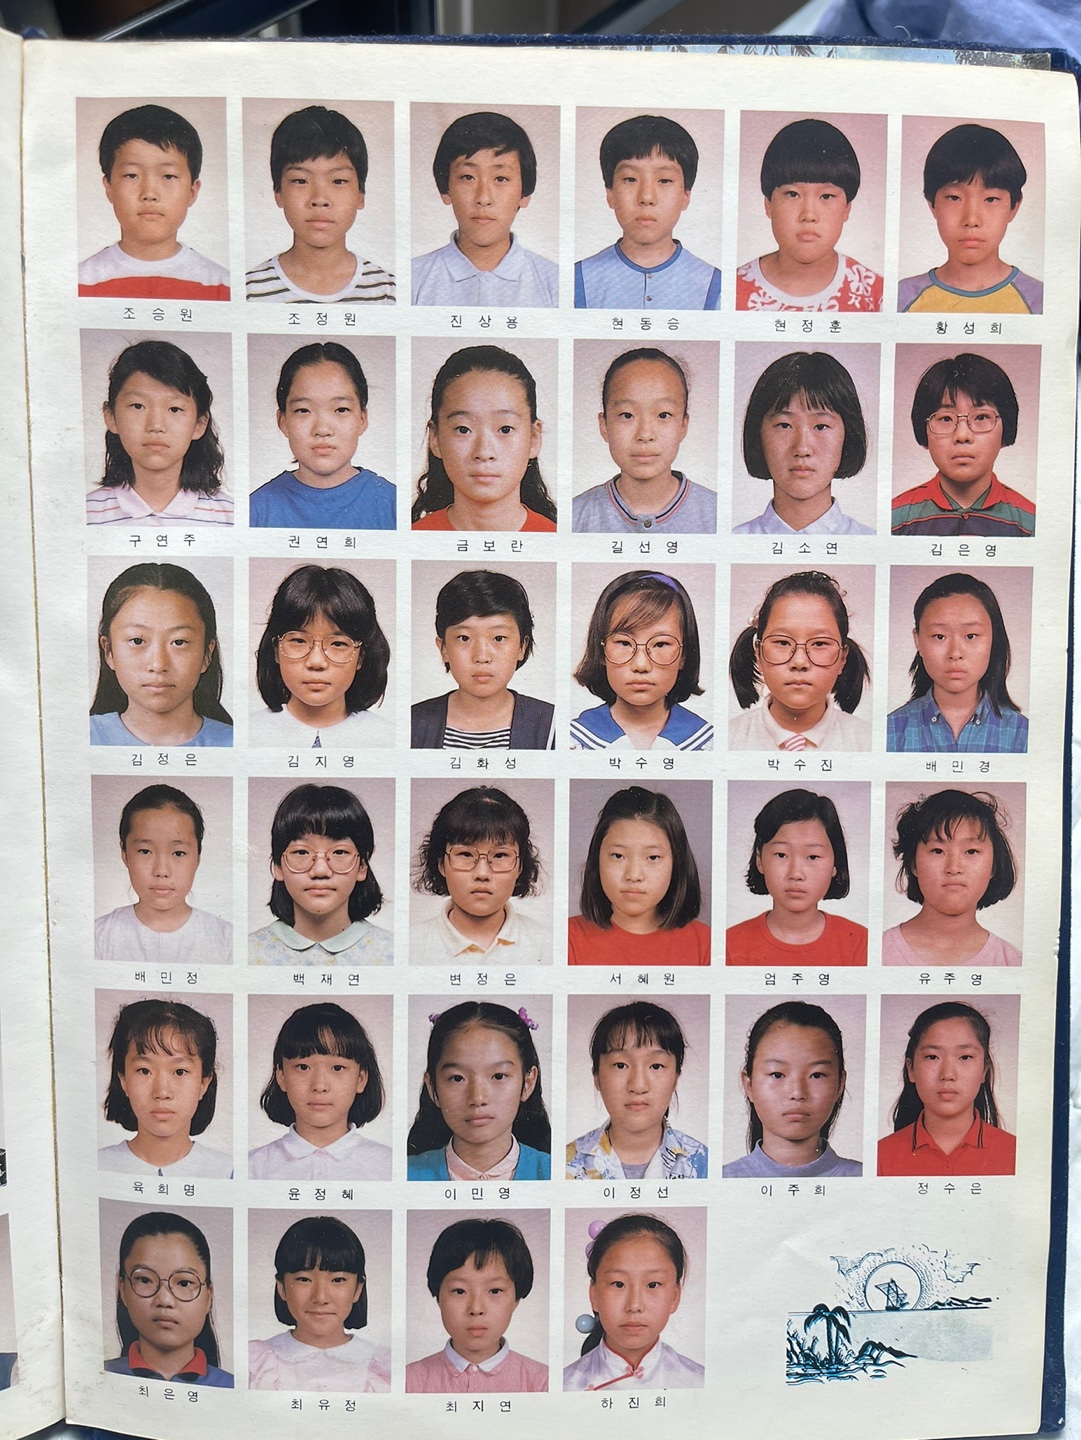 조 승 원 조 정 원 진 상 용 현 동 승 현 정 훈 황 성 희
구 연 주 권 연 희 금 보 란 길 선 영 김 소 연 김 은 영
김 정 은 김 지 영 김 화 성 박 수 영 박 수 진 배 민 경
배 민 정 백 재 연 변 정 은 서 혜 원 엄 주 영 유 주 영
육 희 명 윤 정 혜 이 민 영 이 정 선 이 주 희 정 수 은
최 은 영 최 유 정 최 지 연 하 진 희